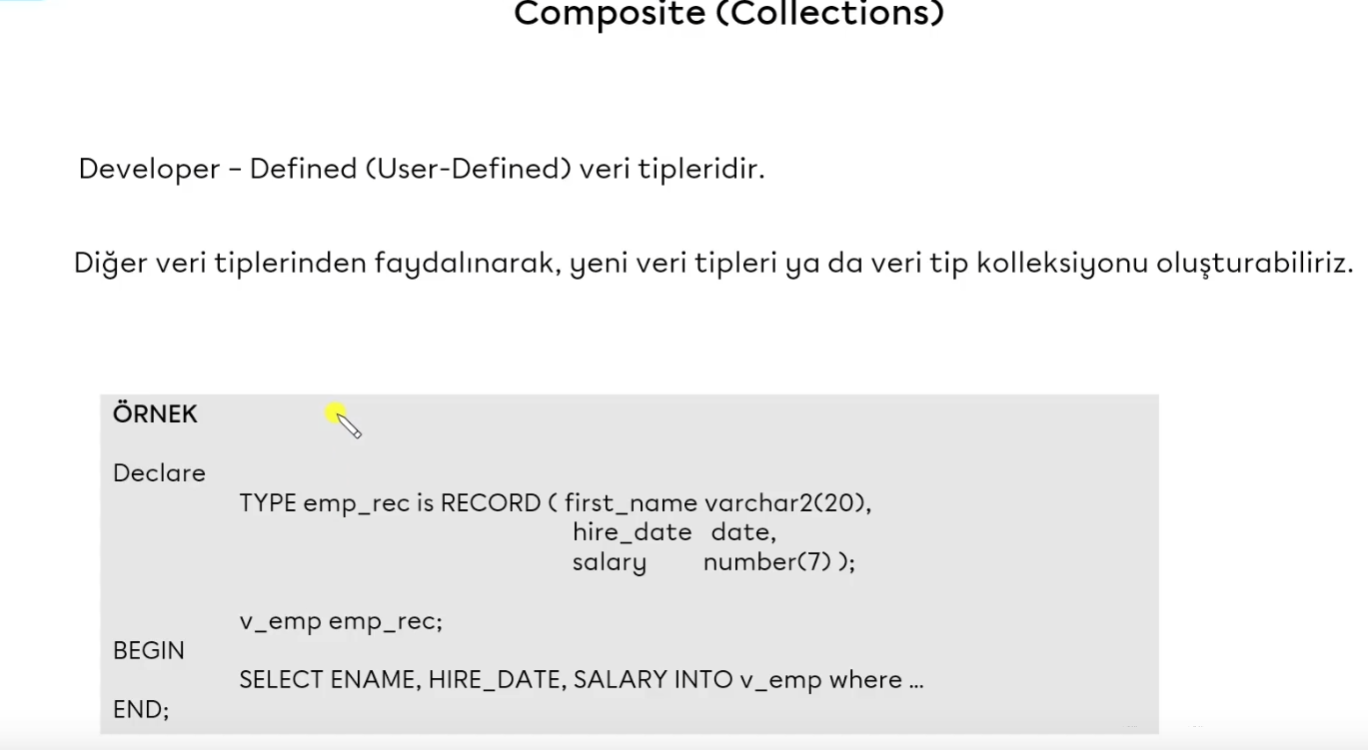 Composite (Collections)
Developer – Defined (User-Defined) veri tipleridir.
Diğer veri tiplerinden faydalınarak, yeni veri tipleri ya da veri tip kolleksiyonu oluşturabiliriz.
ÖRNEK
Declare
TYPE emp_rec is RECORD ( first_name varchar2(20),
hire_date date,
salary number(7) );
v_emp emp_rec;
BEGIN
SELECT ENAME, HIRE_DATE, SALARY INTO v_emp where ...
END;